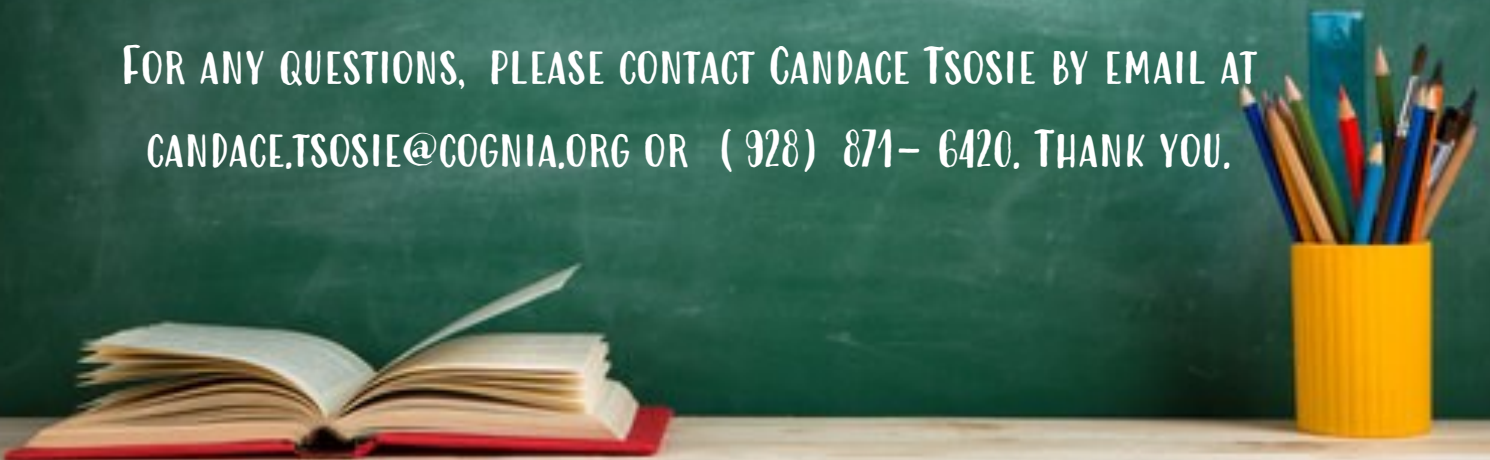 For any questions, please contact Candace Tsosie by email at
candace.tsosie@cognia.org or (928) 871- 6420. Thank you.